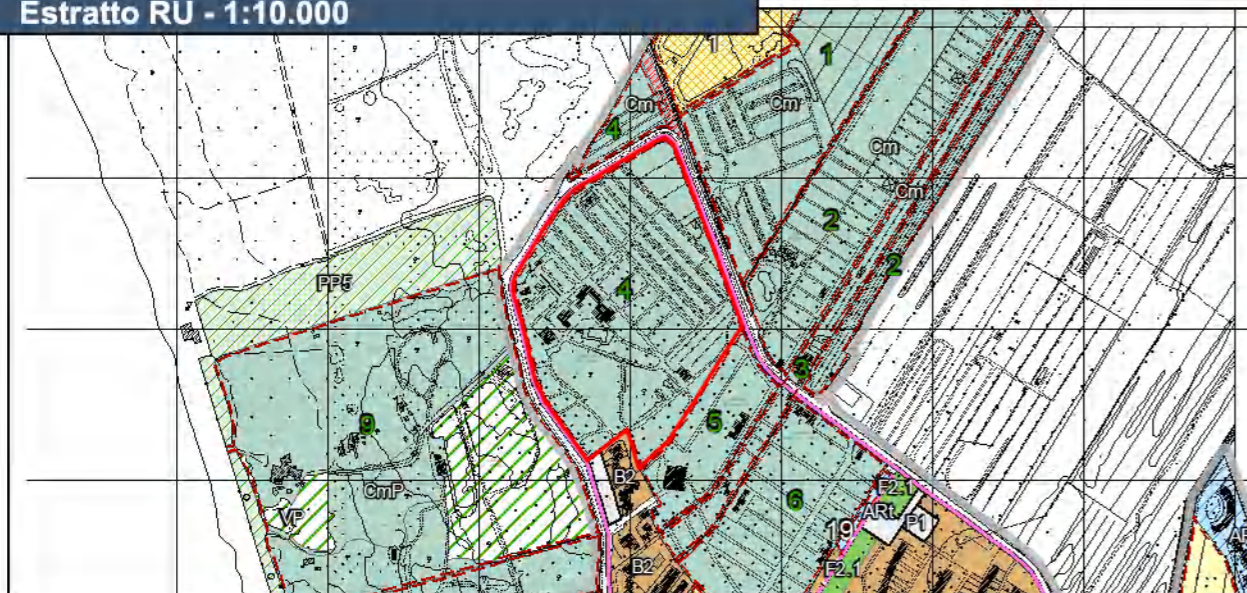 Estratto RU - 1:10.000
1
1
Cm
Cm
4
Cm
Cm
2
2
PP5
4
3
9
5
B2
CmP
6
F2.1
VP
ARt
P1
19
B2
F2.1